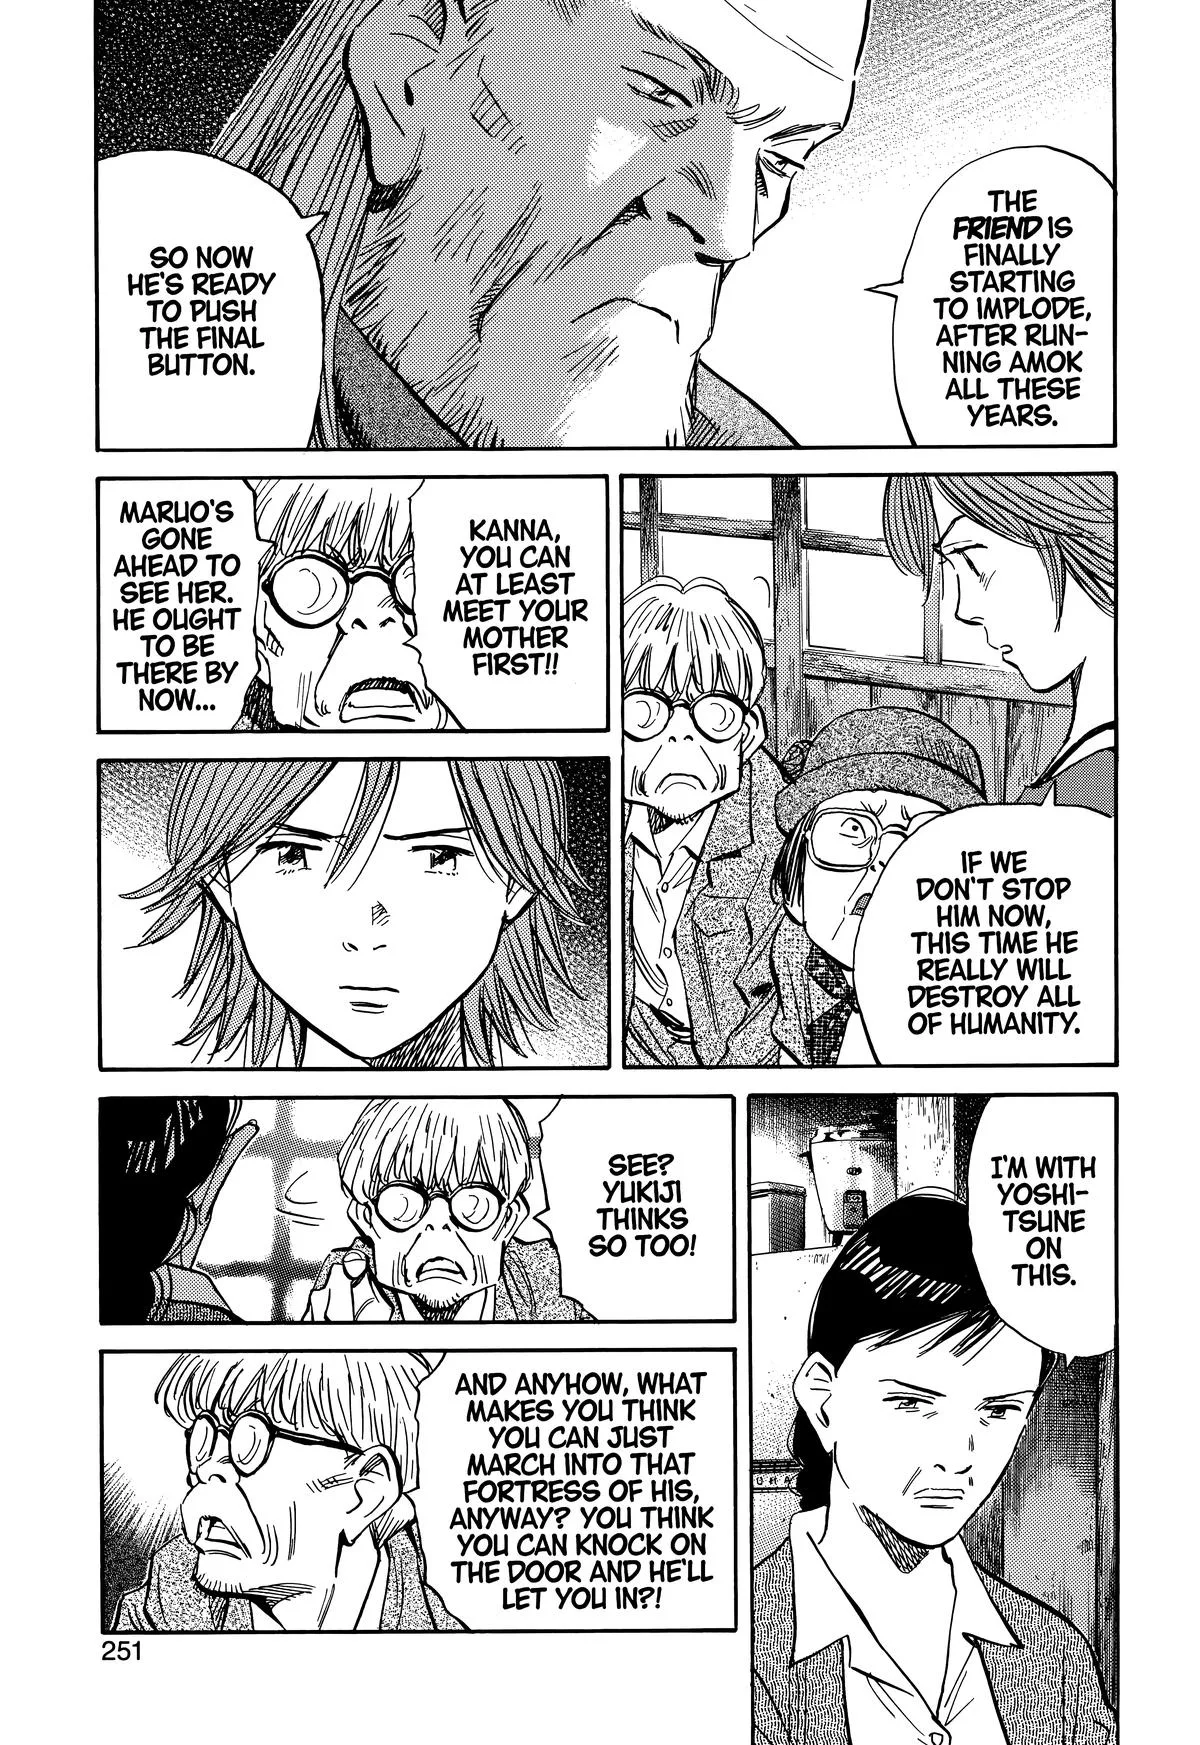 THE
FRIEND IS
FINALLY
STARTING
TO IMPLODE,
AFTER RUN-
NING AMOK
ALL THESE
YEARS.
SO NOW
HE'S READY
TO PUSH
THE FINAL
BUTTON.
IF WE
DON'T STOP
HIM NOW,
THIS TIME HE
REALLY WILL
DESTROY ALL
OF HUMANITY.
KANNA,
YOU CAN
AT LEAST
MEET YOUR
MOTHER
FIRST!!
MARUO'S
GONE
AHEAD TO
SEE HER.
HE OUGHT
TO BE
THERE BY
NOW...
I'M WITH
YOSHI-
TSUNE
ON
THIS.
SEE?
YUKIJI
THINKS
SO TOO!
AND ANYHOW, WHAT
MAKES YOU THINK
YOU CAN JUST
MARCH INTO THAT
FORTRESS OF HIS,
ANYWAY? YOU THINK
YOU CAN KNOCK ON
THE DOOR AND HE'LL
LET YOU IN?!
251